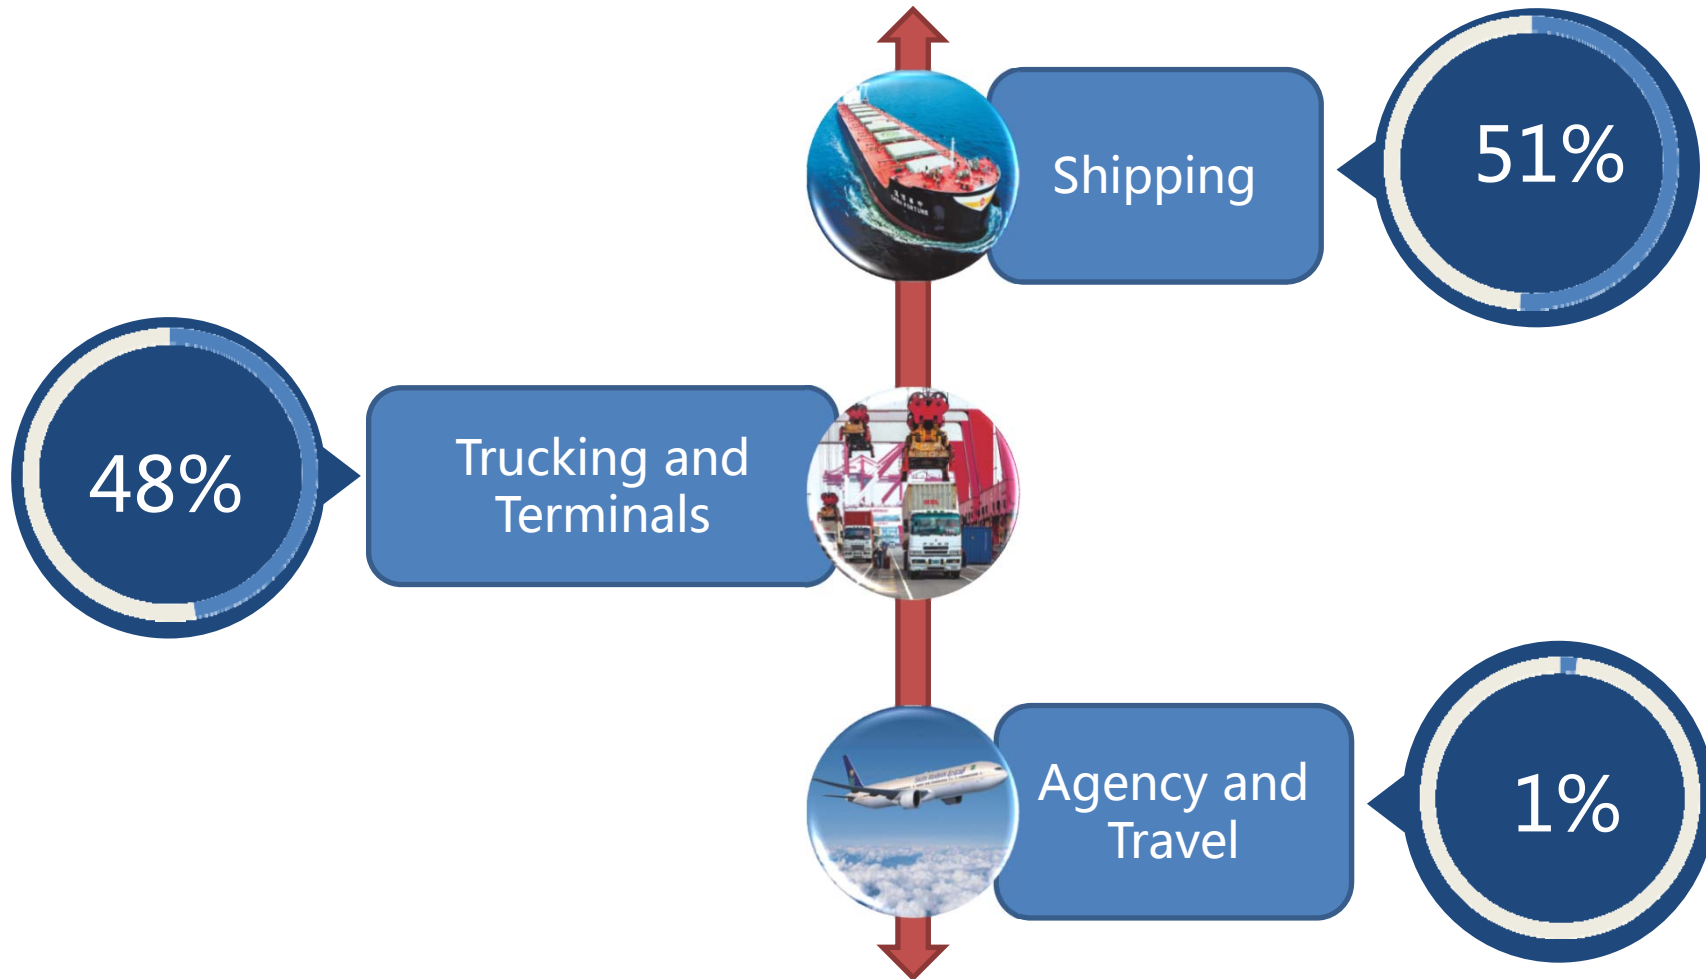 Shipping
51%
48%
Trucking and
Terminals
Agency and
Travel
1%